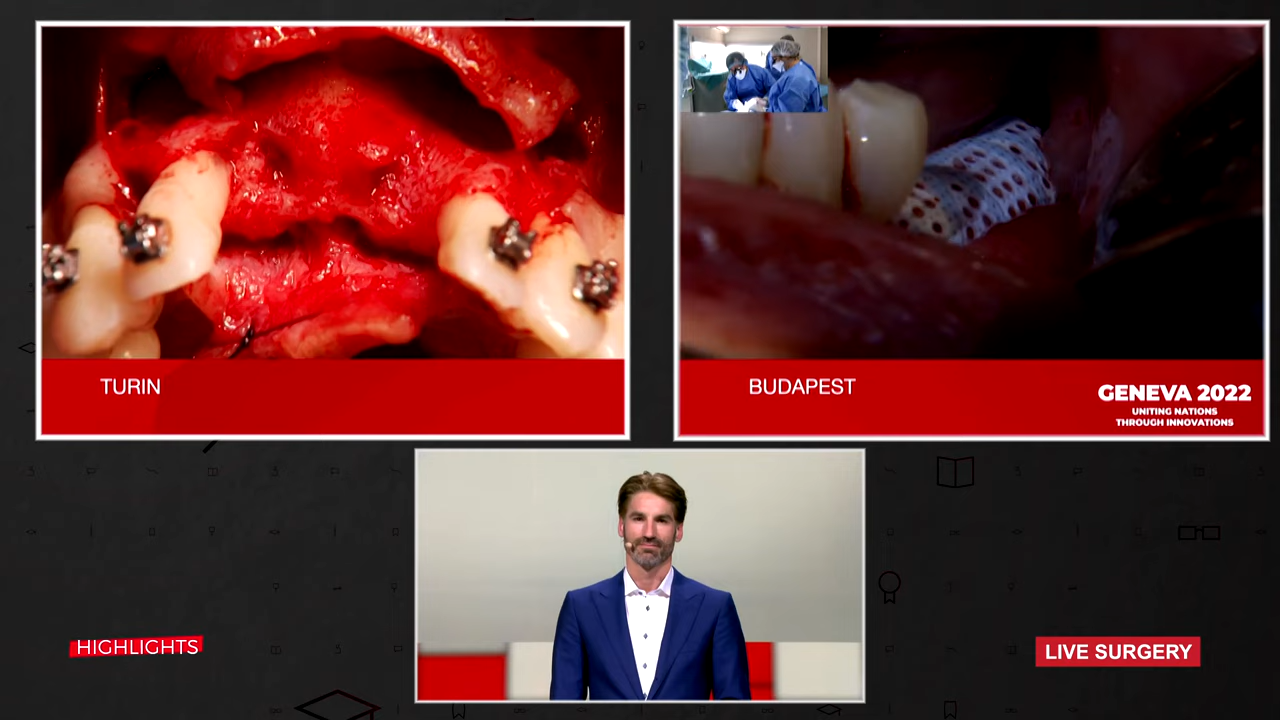 TURIN
BUDAPEST
GENEVA 2022
UNITING NATIONS
THROUGH INNOVATIONS
HIGHLIGHTS
LIVE SURGERY